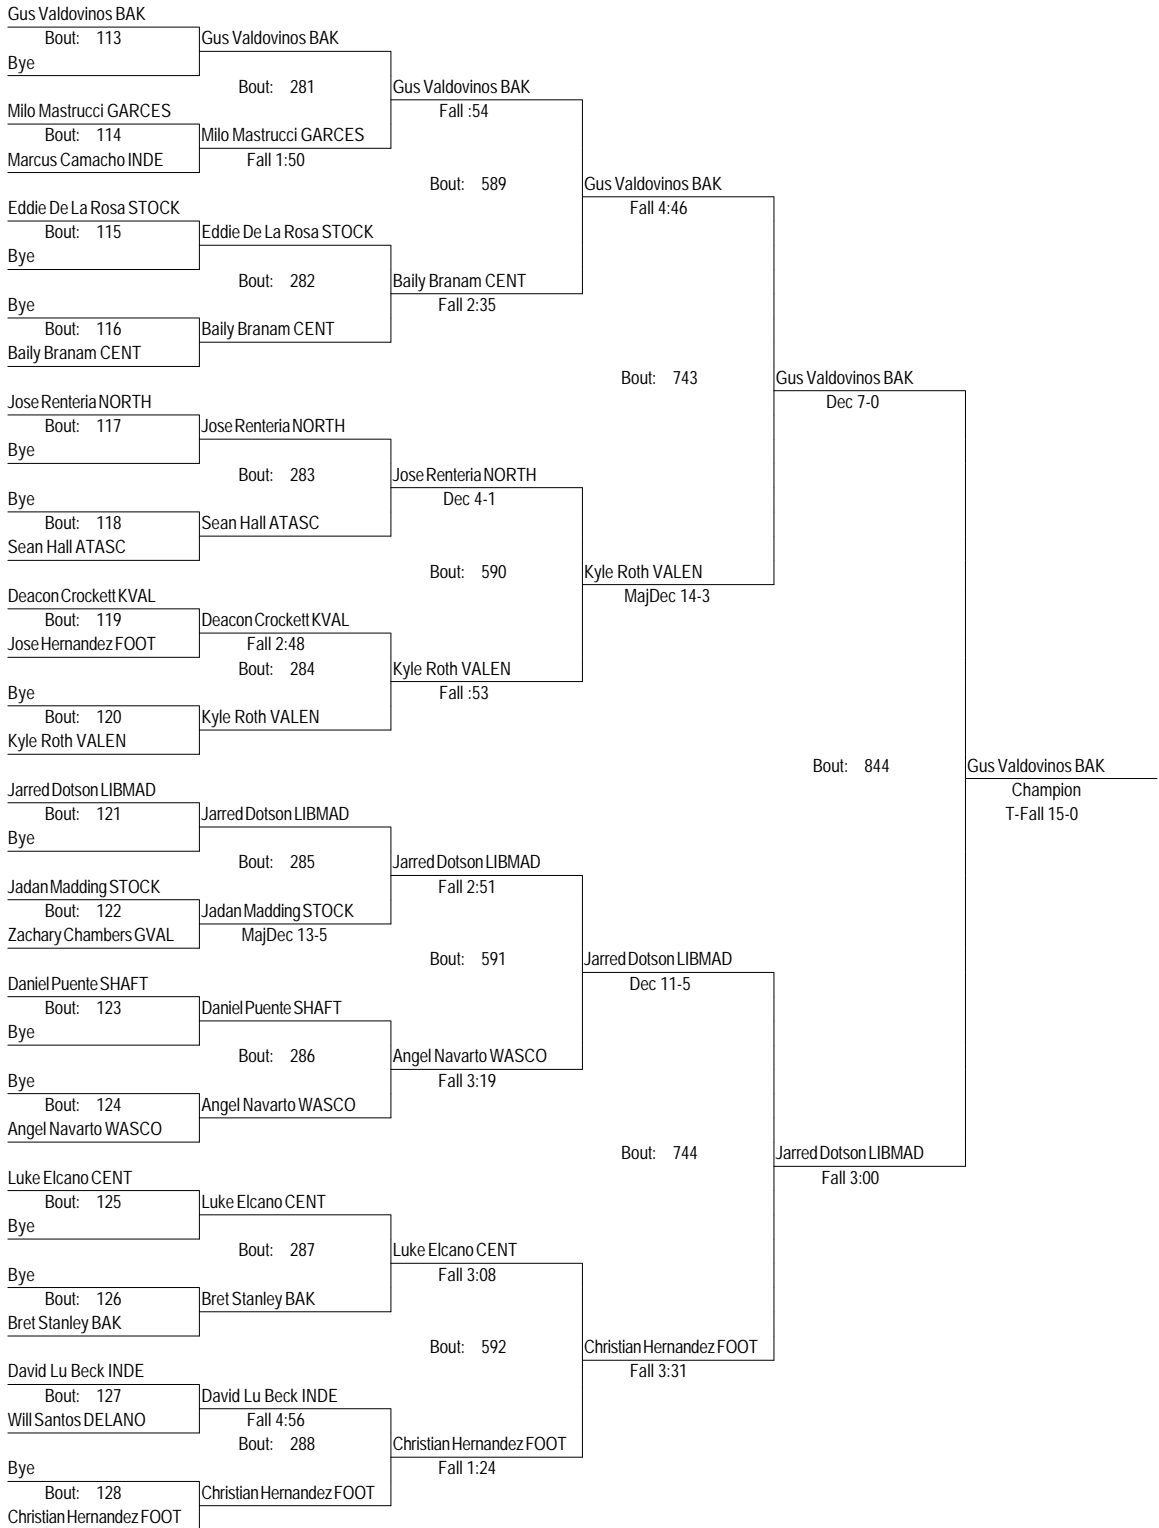 Gus Valdovinos BAK
Bout: 113
Gus Valdovinos BAK
Bye
Bout: 281
Gus Valdovinos BAK
Milo Mastrucci GARCES
Fall :54
Bout: 114
Milo Mastrucci GARCES
Marcus Camacho INDE
Fall 1:50
Bout: 589
Gus Valdovinos BAK
Eddie De La Rosa STOCK
Fall 4:46
Bout: 115
Eddie De La Rosa STOCK
Bye
Bout: 282
Baily Branam CENT
Bye
Fall 2:35
Bout: 116
Baily Branam CENT
Baily Branam CENT
Bout: 743
Gus Valdovinos BAK
Jose Renteria NORTH
Dec 7-0
Bout: 117
Jose Renteria NORTH
Bye
Bout: 283
Jose Renteria NORTH
Bye
Dec 4-1
Bout: 118
Sean Hall ATASC
Sean Hall ATASC
Bout: 590
Kyle Roth VALEN
Deacon Crockett KVAL
MajDec 14-3
Bout: 119
Deacon Crockett KVAL
Jose Hernandez FOOT
Fall 2:48
Bout: 284
Kyle Roth VALEN
Bye
Fall :53
Bout: 120
Kyle Roth VALEN
Kyle Roth VALEN
Bout: 844
Gus Valdovinos BAK
Jarred Dotson LIBMAD
Champion
Bout: 121
Jarred Dotson LIBMAD
T-Fall 15-0
Bye
Bout: 285
Jarred Dotson LIBMAD
Jadan Madding STOCK
Fall 2:51
Bout: 122
Jadan Madding STOCK
Zachary Chambers GVAL
MajDec 13-5
Bout: 591
Jarred Dotson LIBMAD
Daniel Puente SHAFT
Dec 11-5
Bout: 123
Daniel Puente SHAFT
Bye
Bout: 286
Angel Navarto WASCO
Bye
Fall 3:19
Bout: 124
Angel Navarto WASCO
Angel Navarto WASCO
Bout: 744
Jarred Dotson LIBMAD
Luke Elcano CENT
Fall 3:00
Bout: 125
Luke Elcano CENT
Bye
Bout: 287
Luke Elcano CENT
Bye
Fall 3:08
Bout: 126
Bret Stanley BAK
Bret Stanley BAK
Bout: 592
Christian Hernandez FOOT
David Lu Beck INDE
Fall 3:31
Bout: 127
David Lu Beck INDE
Will Santos DELANO
Fall 4:56
Bout: 288
Christian Hernandez FOOT
Bye
Fall 1:24
Bout: 128
Christian Hernandez FOOT
Christian Hernandez FOOT